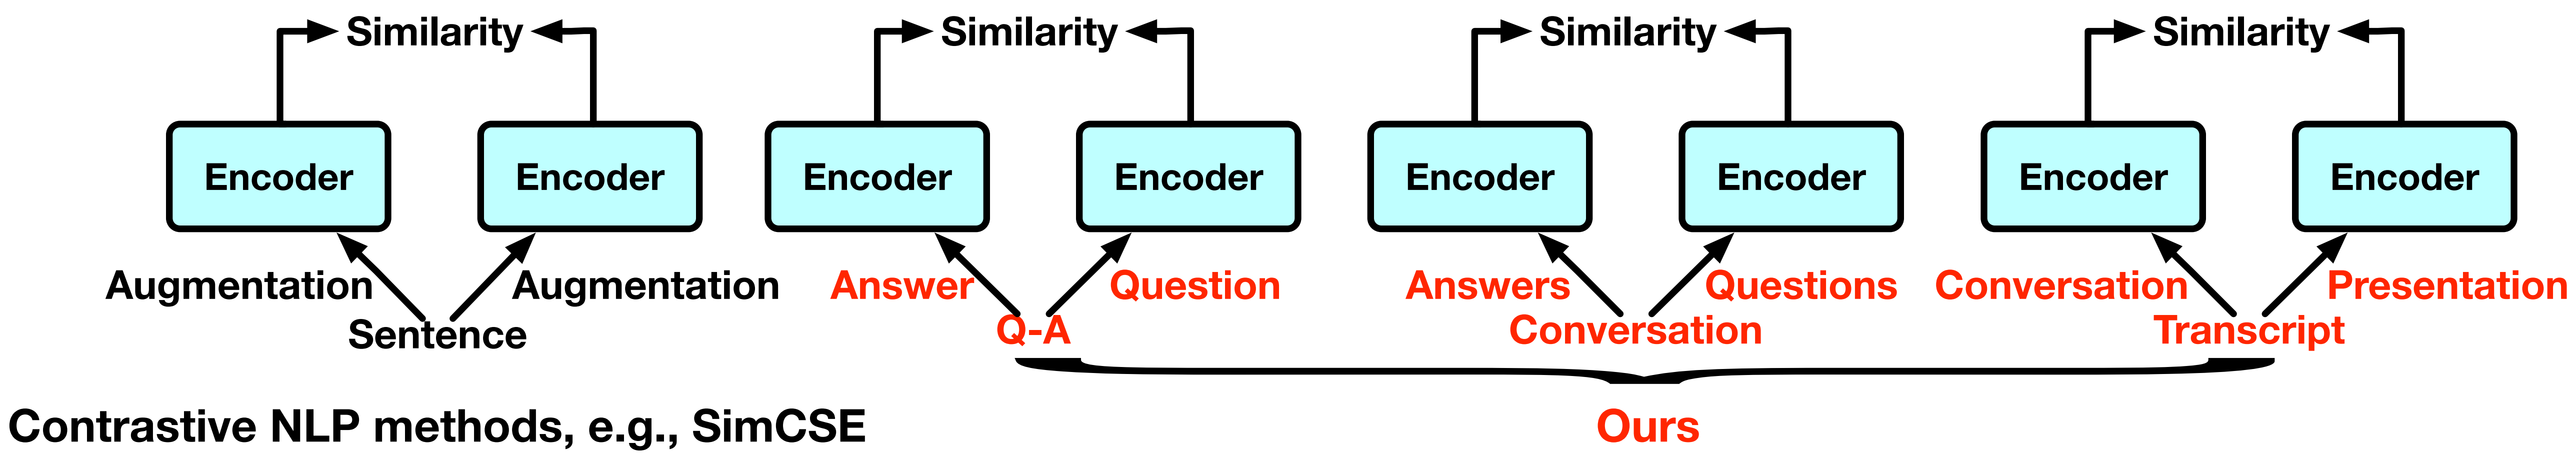 Similarity Similarity Similarity Similarity
Encoder Encoder Encoder Encoder Encoder Encoder Encoder Encoder
Augmentation Augmentation Answer Question Answers Questions Conversation Presentation
Sentence Q-A Conversation Transcript
Contrastive NLP methods, e.g., SimCSE Ours